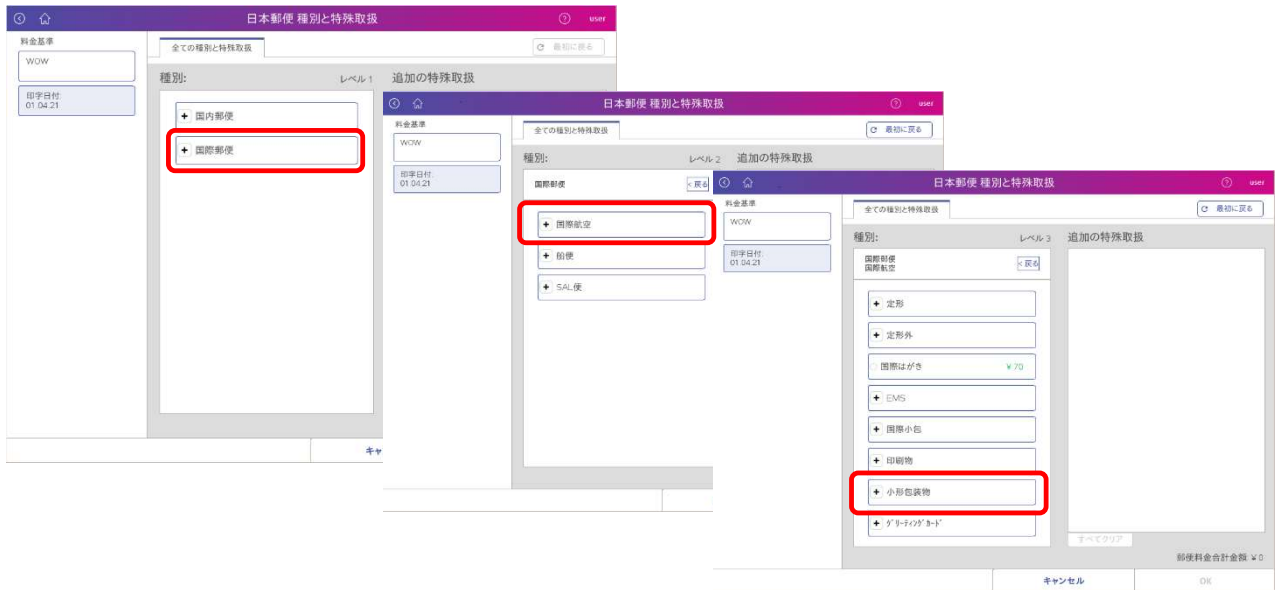 日本郵便 種別と特殊取扱
user
料金基準
WOW
印字日付:
01.04.21
全ての種別と特殊取扱
最初に戻る
種別:
レベル 1
追加の特殊取扱
国内郵便
国際郵便
キャ
日本郵便 種別と特殊取扱
user
料金基準
WOW
印字日付:
01.04.21
全ての種別と特殊取扱
最初に戻る
種別:
レベル 2
追加の特殊取扱
国際郵便
< 戻る
国際航空
船便
SAL便
日本郵便 種別と特殊取扱
user
料金基準
WOW
印字日付:
01.04.21
全ての種別と特殊取扱
最初に戻る
種別:
レベル 3
追加の特殊取扱
国際郵便
国際航空
< 戻る
定形
定形外
国際はがき ¥ 70
EMS
国際小包
印刷物
小形包装物
グリーティングカード
すべてクリア
郵便料金合計金額: ¥ 0
キャンセル
OK